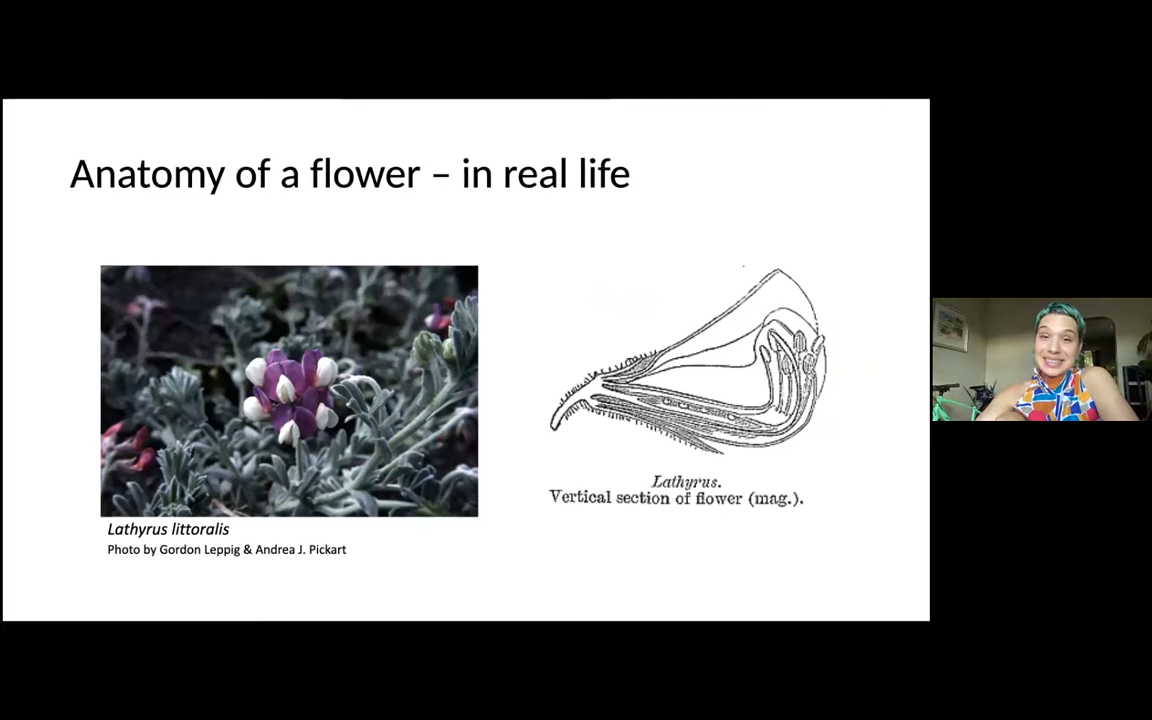 Anatomy of a flower – in real life
Lathyrus.
Vertical section of flower (mag.).
Lathyrus littoralis
Photo by Gordon Leppig & Andrea J. Pickart